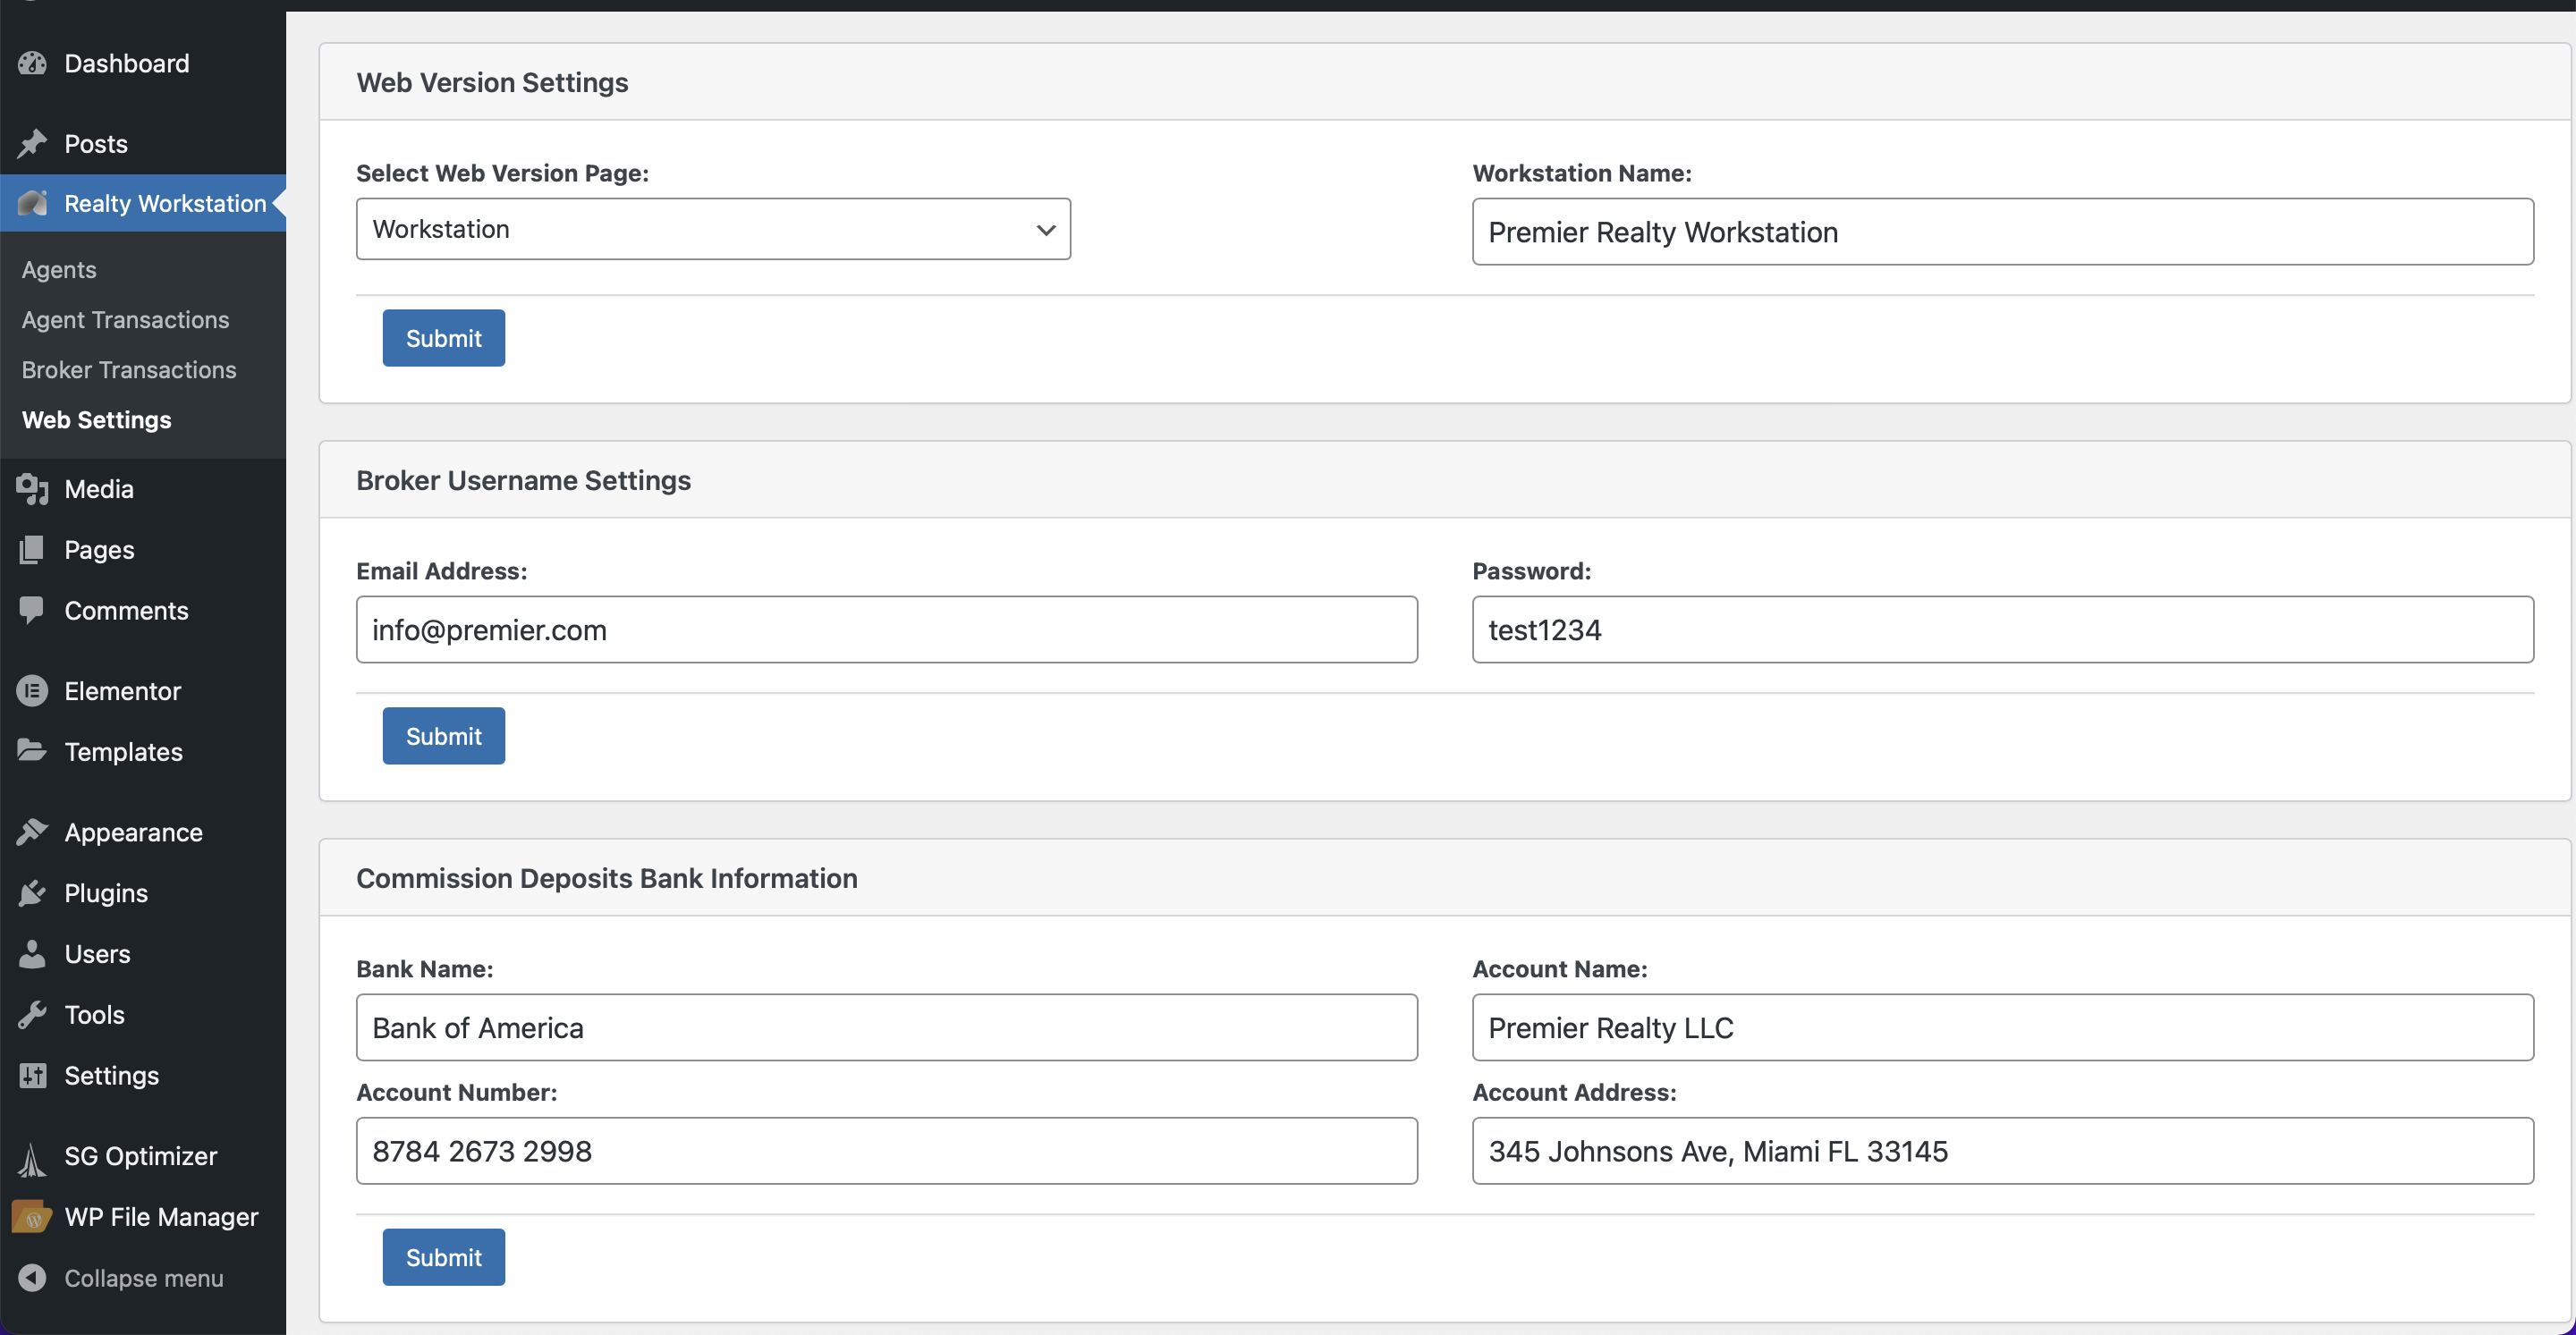 Dashboard
Posts
Realty Workstation
Agents
Agent Transactions
Broker Transactions
Web Settings
Media
Pages
Comments
Elementor
Templates
Appearance
Plugins
Users
Tools
Settings
SG Optimizer
WP File Manager
Collapse menu
Web Version Settings
Select Web Version Page:
Workstation
Workstation Name:
Premier Realty Workstation
Submit
Broker Username Settings
Email Address:
info@premier.com
Password:
test1234
Submit
Commission Deposits Bank Information
Bank Name:
Bank of America
Account Name:
Premier Realty LLC
Account Number:
8784 2673 2998
Account Address:
345 Johnsons Ave, Miami FL 33145
Submit